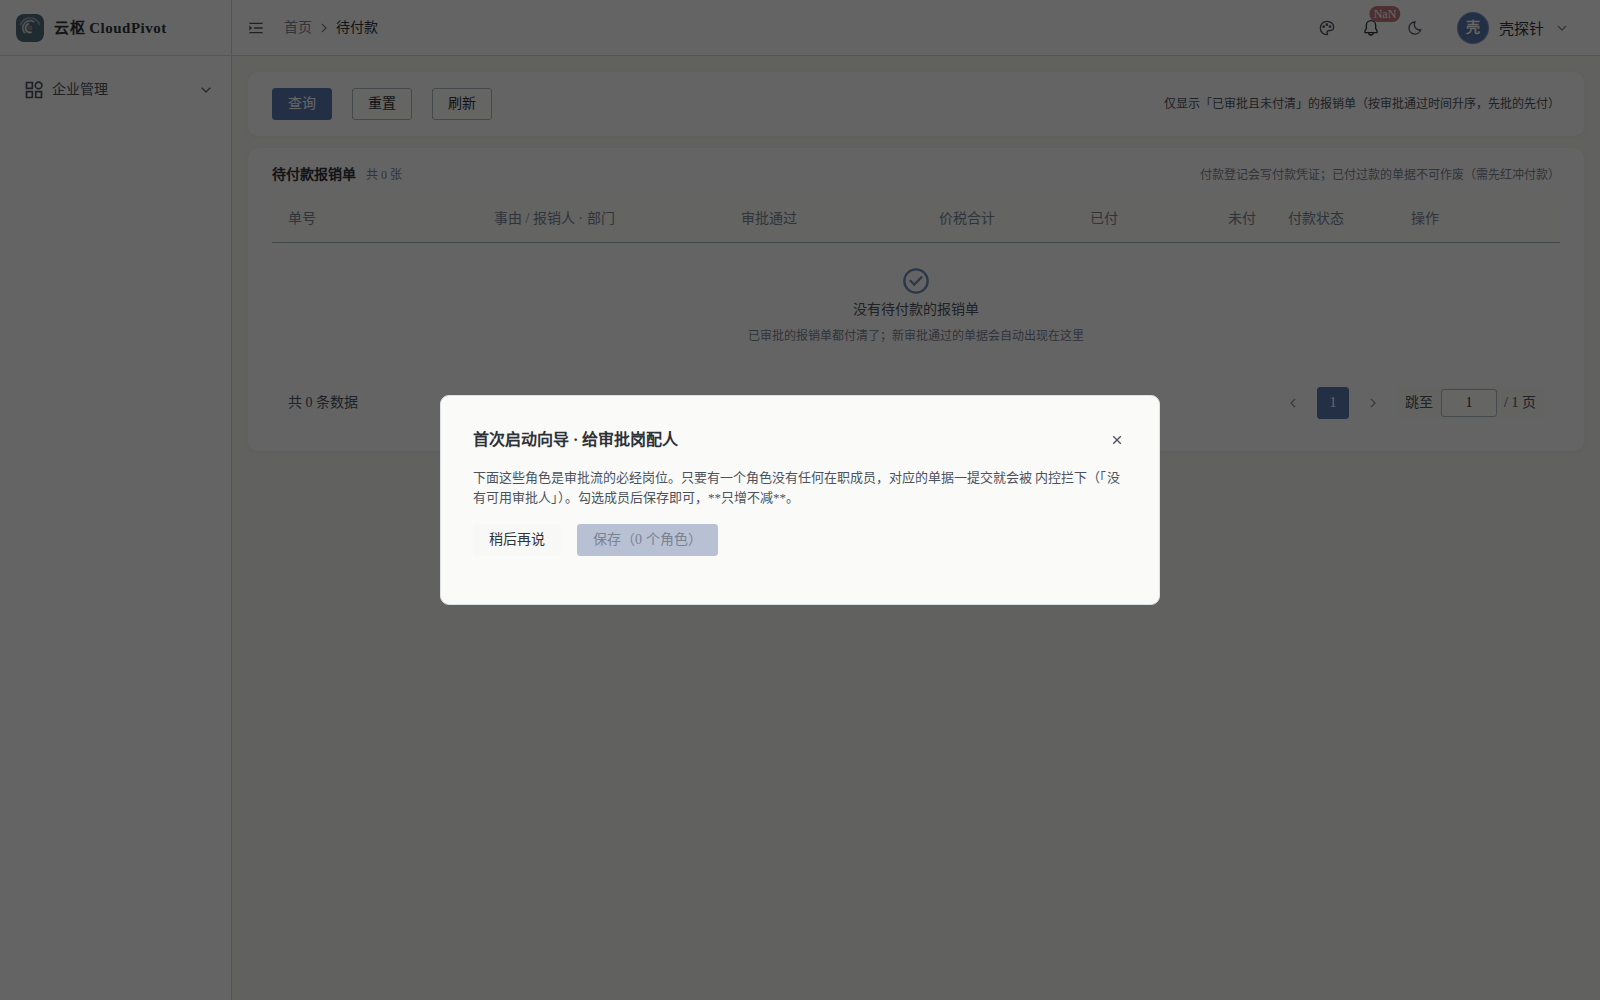 云枢 CloudPivot
首页 > 待付款
NaN
壳 壳探针
企业管理
查询 重置 刷新
仅显示「已审批且未付清」的报销单（按审批通过时间升序，先批的先付）
待付款报销单 共 0 张
付款登记会写付款凭证；已付过款的单据不可作废（需先红冲付款）
单号 事由 / 报销人 · 部门 审批通过 价税合计 已付 未付 付款状态 操作
没有待付款的报销单
已审批的报销单都付清了；新审批通过的单据会自动出现在这里
共 0 条数据
1 跳至 1 / 1 页
首次启动向导 · 给审批岗配人
下面这些角色是审批流的必经岗位。只要有一个角色没有任何在职成员，对应的单据一提交就会被 内控拦下（「没
有可用审批人」）。勾选成员后保存即可，**只增不减**。
稍后再说 保存（0 个角色）